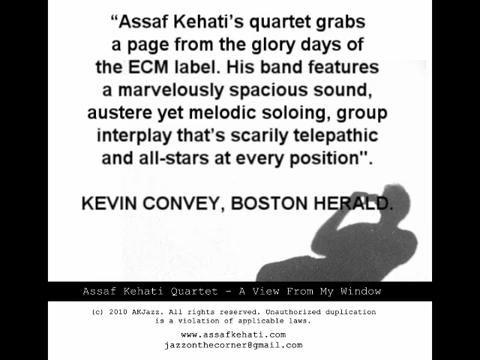 “Assaf Kehati’s quartet grabs
a page from the glory days of
the ECM label. His band features
a marvelously spacious sound,
austere yet melodic soloing, group
interplay that’s scarily telepathic
and all-stars at every position".
KEVIN CONVEY, BOSTON HERALD.
Assaf Kehati Quartet - A View From My Window
(c) 2010 AKJazz. All rights reserved. Unauthorized duplication
is a violation of applicable laws.
www.assafkehati.com
jazzonthecorner@gmail.com